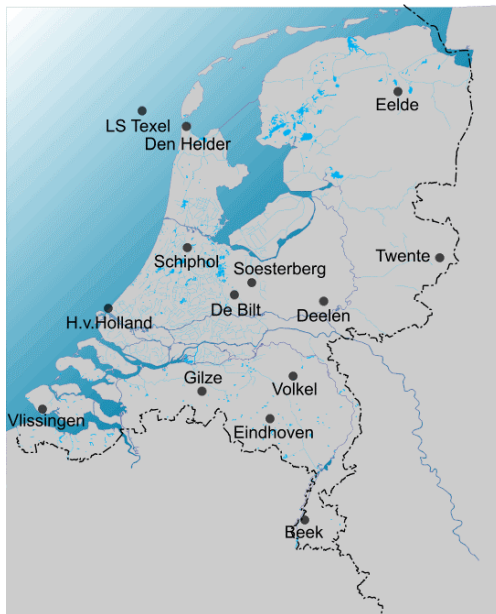 Eelde
LS Texel
Den Helder
Schiphol
Twente
Soesterberg
De Bilt
Deelen
H.v.Holland
Gilze
Volkel
Vlissingen
Eindhoven
Beek